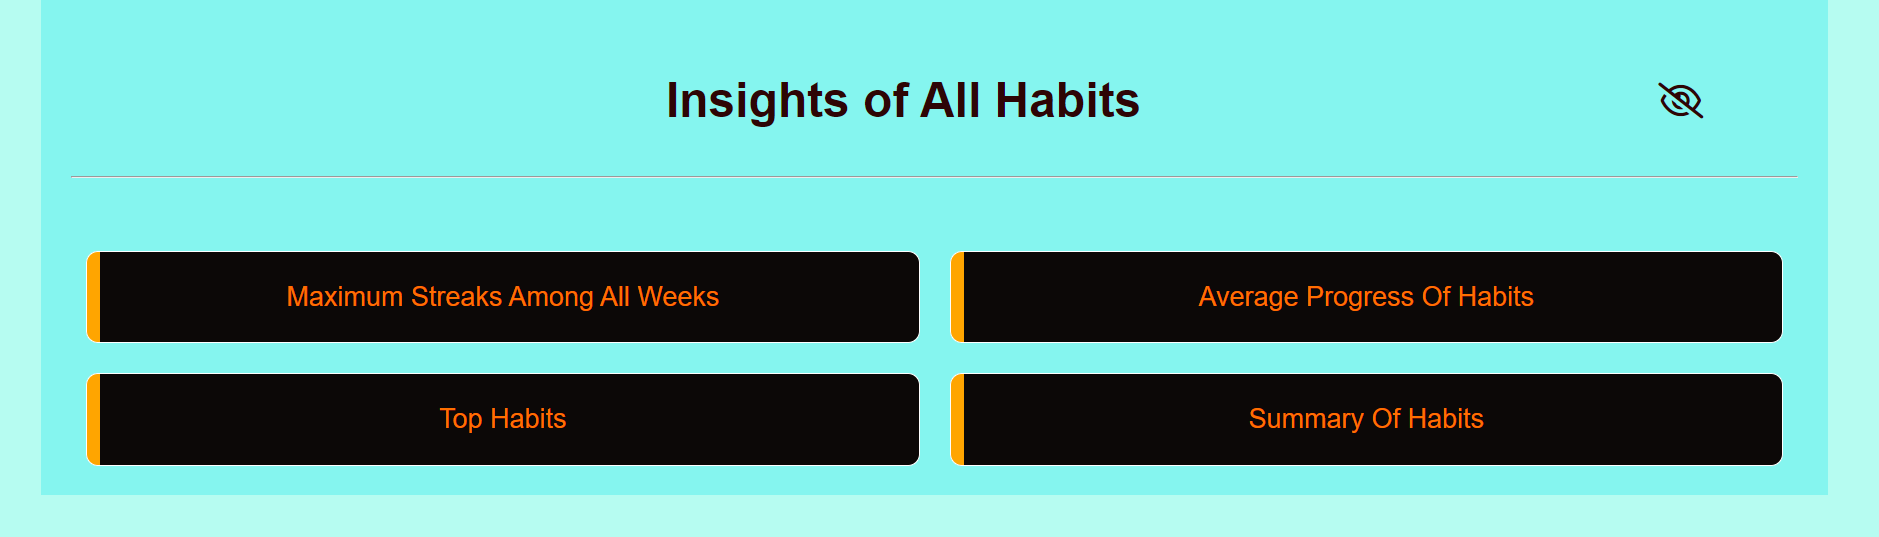 Insights of All Habits
Maximum Streaks Among All Weeks
Average Progress Of Habits
Top Habits
Summary Of Habits